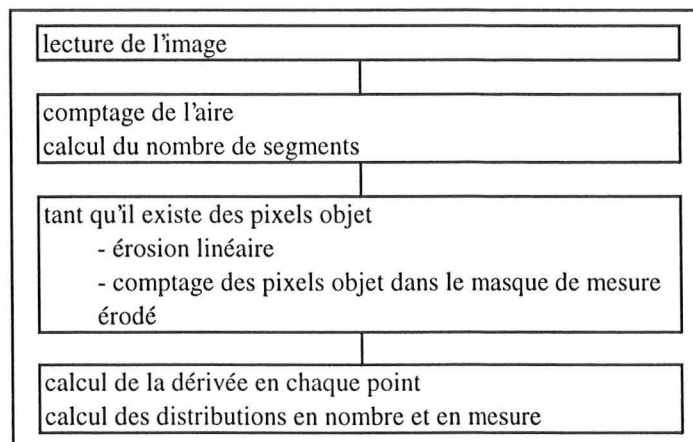 lecture de l'image
comptage de l'aire
calcul du nombre de segments
tant qu'il existe des pixels objet
- érosion linéaire
- comptage des pixels objet dans le masque de mesure
érodé
calcul de la dérivée en chaque point
calcul des distributions en nombre et en mesure